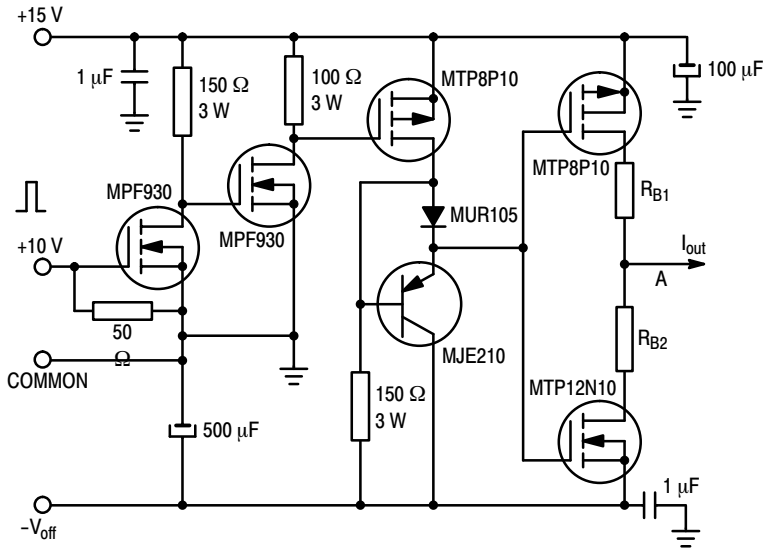 +15 V
1 μF
150 Ω
3 W
100 Ω
3 W
MTP8P10
100 μF
MPF930
MPF930
MTP8P10
RB1
MUR105
+10 V
Iout
A
50
Ω
COMMON
MJE210
RB2
MTP12N10
150 Ω
3 W
500 μF
1 μF
–Voff